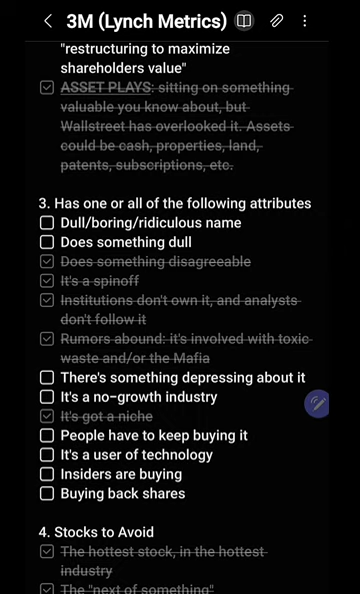 3M (Lynch Metrics)
"restructuring to maximize
shareholders value"
ASSET PLAYS: sitting on something
valuable you know about, but
Wallstreet has overlooked it. Assets
could be cash, properties, land,
patents, subscriptions, etc.
3. Has one or all of the following attributes
Dull/boring/ridiculous name
Does something dull
Does something disagreeable
It's a spinoff
Institutions don't own it, and analysts
don't follow it
Rumors abound: it's involved with toxic
waste and/or the Mafia
There's something depressing about it
It's a no-growth industry
It's got a niche
People have to keep buying it
It's a user of technology
Insiders are buying
Buying back shares
4. Stocks to Avoid
The hottest stock, in the hottest
industry
The "next of something"